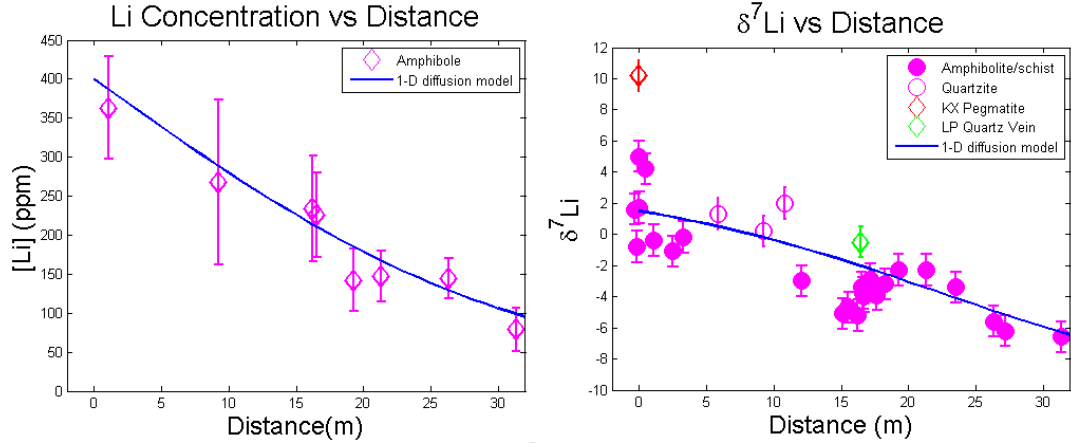 Li Concentration vs Distance
450
400
350
300
250
200
150
100
50
0
[Li] (ppm)
Amphibole
1-D diffusion model
0 5 10 15 20 25 30
Distance(m)
δ⁷Li vs Distance
12
10
8
6
4
2
0
-2
-4
-6
-8
-10
δ⁷Li
Amphibolite/schist
Quartzite
KX Pegmatite
LP Quartz Vein
1-D diffusion model
0 5 10 15 20 25 30
Distance (m)